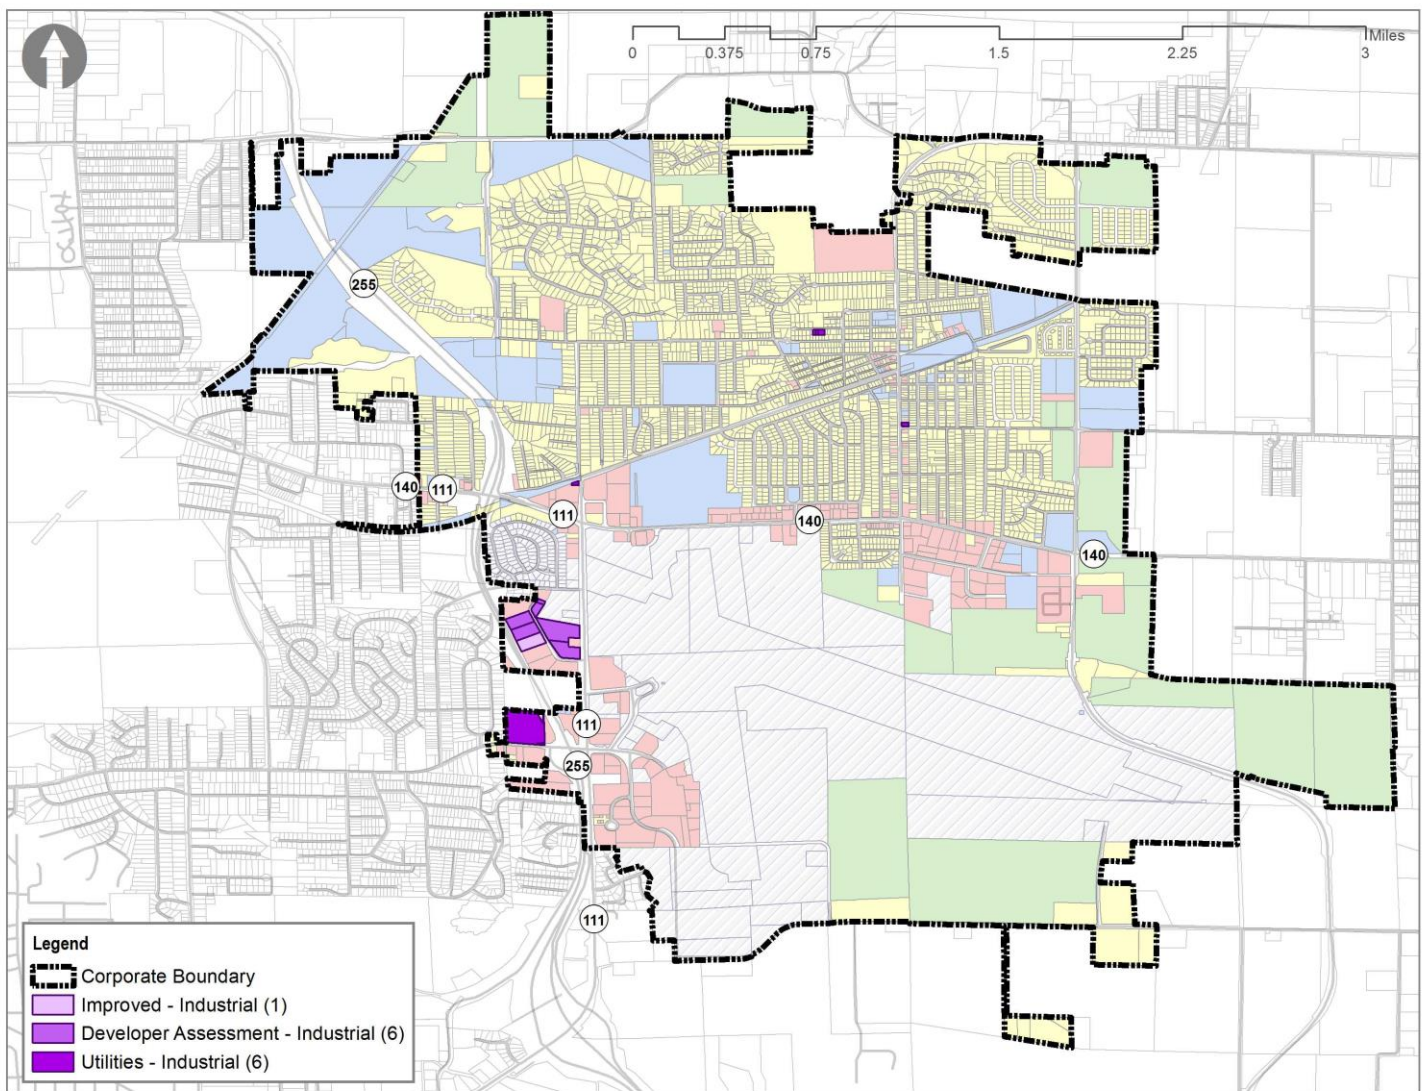 Miles
0 0.375 0.75 1.5 2.25 3
255
140
111
111
140
140
111
255
111
Legend
Corporate Boundary
Improved - Industrial (1)
Developer Assessment - Industrial (6)
Utilities - Industrial (6)